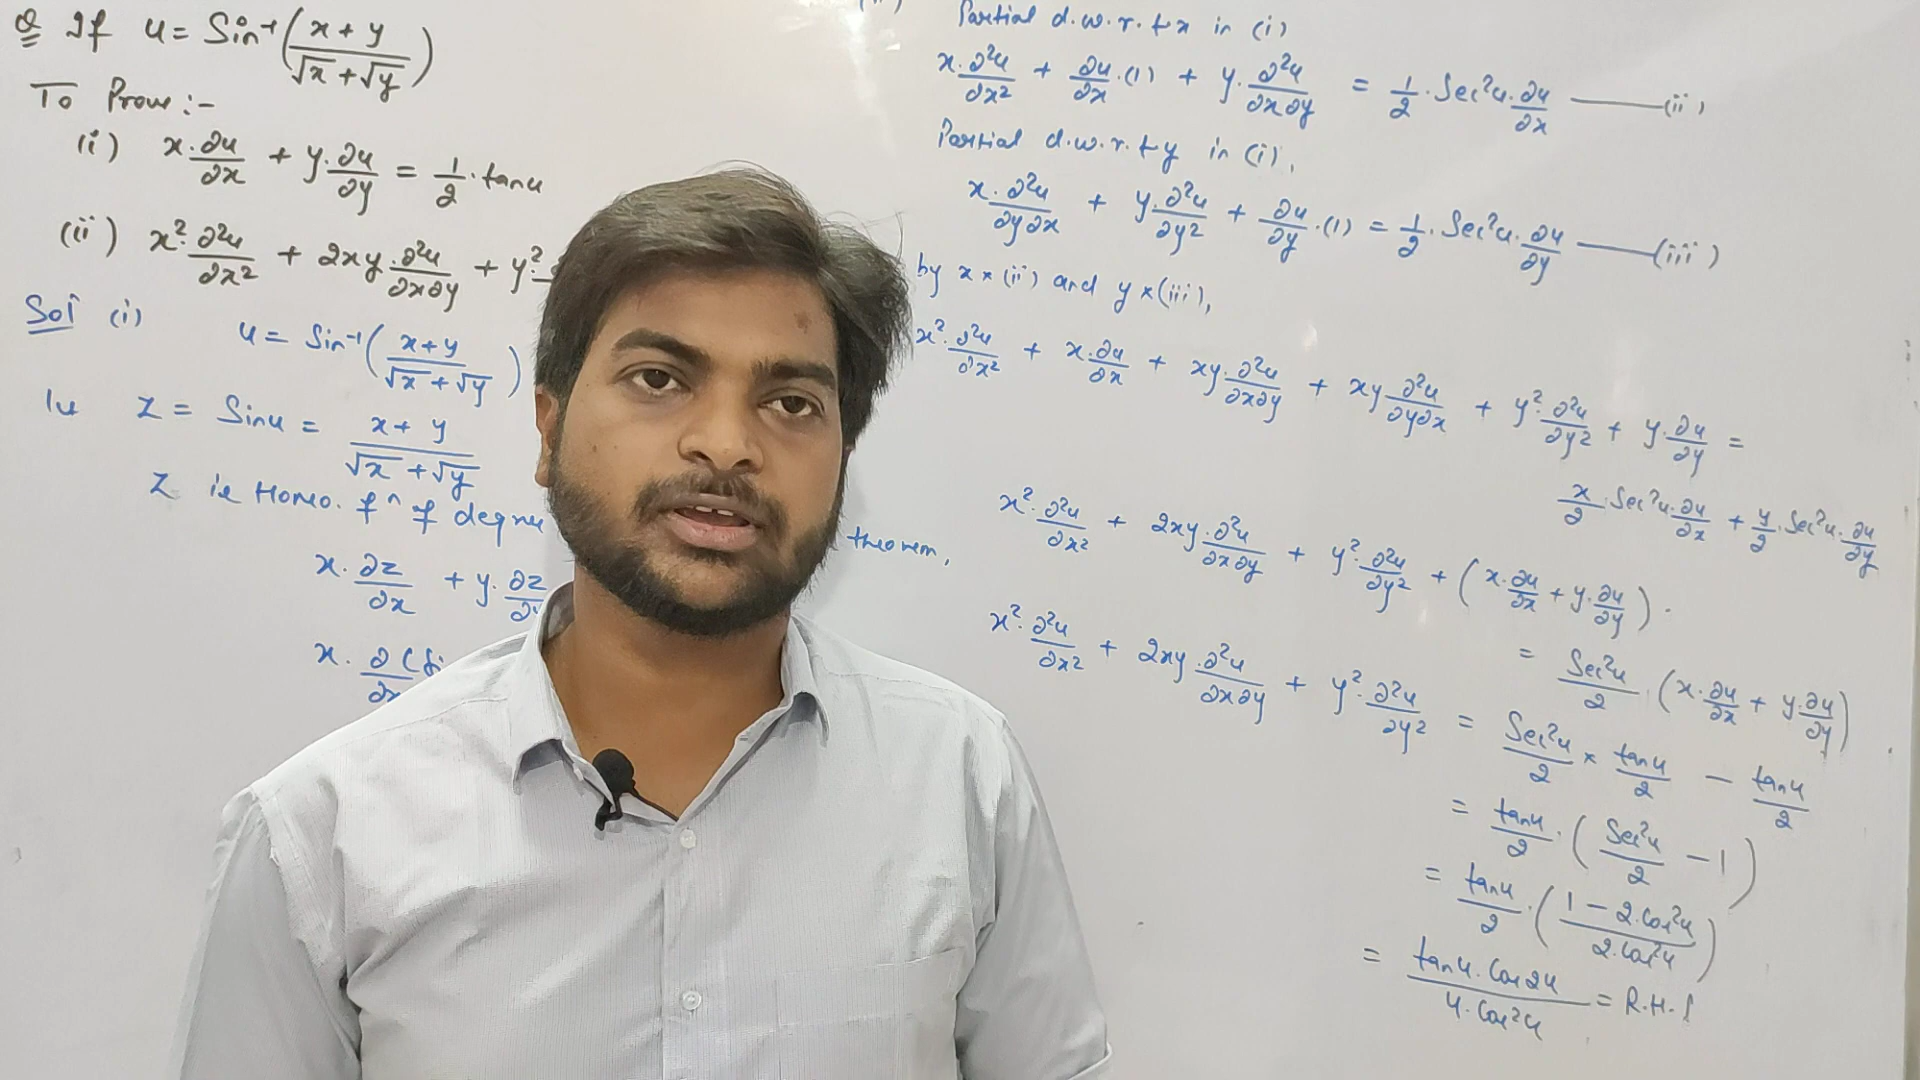 Q If u = Sin⁻¹((x + y)/(√x + √y))
To Prove :-
(i) x.∂u/∂x + y.∂u/∂y = 1/2 . tanu
(ii) x².∂²u/∂x² + 2xy.∂²u/∂x∂y + y².
Sol (i) u = Sin⁻¹((x+y)/(√x + √y))
z = Sinu = (x + y)/(√x + √y)
z is Homo. fⁿ of degree theorem,
x.∂z/∂x + y.∂z
x.∂(Si
Partial d.w.r.t x in (i)
x.∂²u/∂x² + ∂u/∂x.(1) + y.∂²u/∂x∂y = 1/2 . Sec²u.∂u/∂x ——— (ii)
Partial d.w.r.t y in (i),
x.∂²u/∂y∂x + y.∂²u/∂y² + ∂u/∂y.(1) = 1/2 . Sec²u.∂u/∂y ——— (iii)
by x × (ii) and y × (iii),
x².∂²u/∂x² + x.∂u/∂x + xy.∂²u/∂x∂y + xy ∂²u/∂y∂x + y².∂²u/∂y² + y.∂u/∂y =
x/2 . Sec²u.∂u/∂x + y/2 . Sec²u.∂u/∂y
x².∂²u/∂x² + 2xy.∂²u/∂x∂y + y².∂²u/∂y² + (x.∂u/∂x + y.∂u/∂y).
= Sec²u/2 . (x.∂u/∂x + y.∂u/∂y)
x².∂²u/∂x² + 2xy.∂²u/∂x∂y + y².∂²u/∂y² = Sec²u/2 × tanu/2 − tanu/2
= tanu/2 . (Sec²u/2 − 1)
= tanu/2 . ((1 − 2.Cos²u)/(2.Cos²u))
= (tanu.Cos2u)/(4.Cos²u) = R.H.S